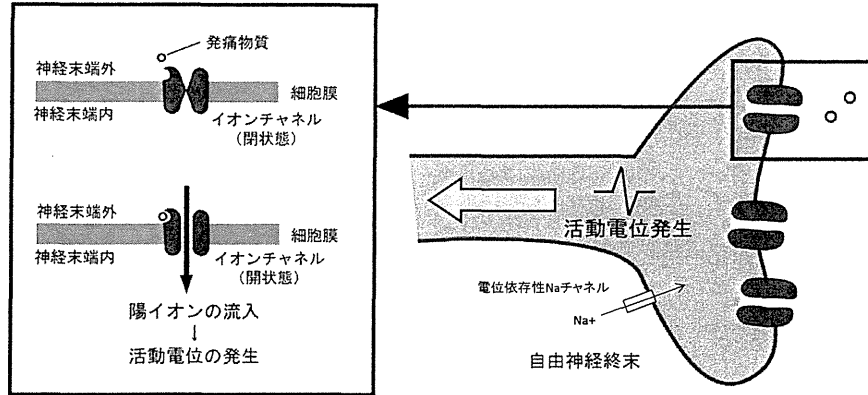 発痛物質
神経末端外
細胞膜
神経末端内
イオンチャネル
(閉状態)
神経末端外
細胞膜
神経末端内
イオンチャネル
(開状態)
陽イオンの流入
↓
活動電位の発生
活動電位発生
電位依存性Naチャネル
Na+
自由神経終末